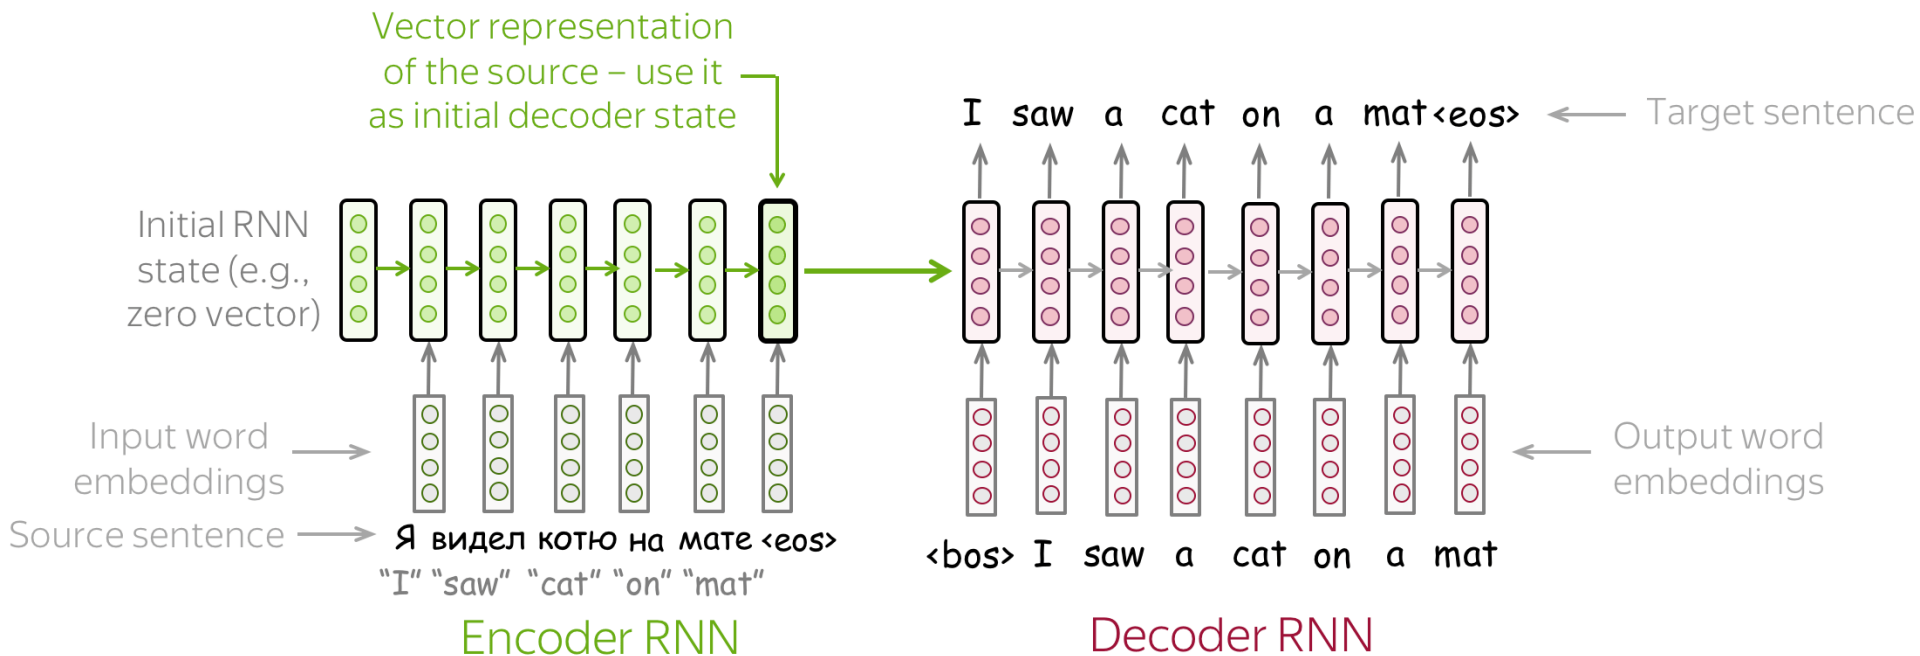 Vector representation
of the source – use it
as initial decoder state
I saw a cat on a mat <eos>
Target sentence
Initial RNN
state (e.g.,
zero vector)
Input word
embeddings
Output word
embeddings
Source sentence
Я видел котю на мате <eos>
"I" "saw" "cat" "on" "mat"
<bos> I saw a cat on a mat
Encoder RNN
Decoder RNN